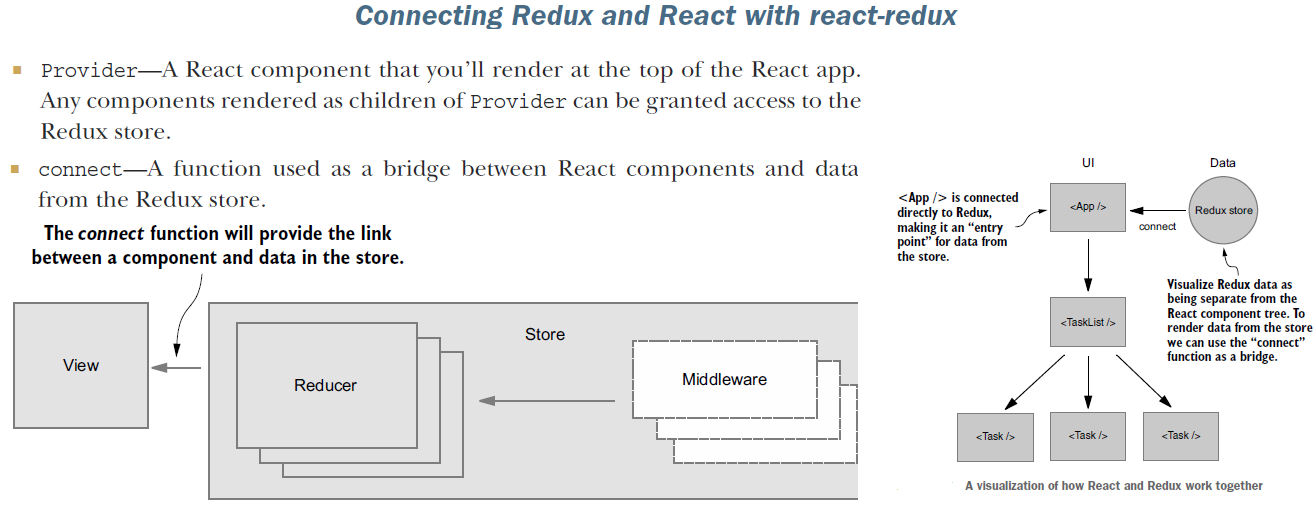 Connecting Redux and React with react-redux
Provider—A React component that you'll render at the top of the React app.
Any components rendered as children of Provider can be granted access to the
Redux store.
connect—A function used as a bridge between React components and data
from the Redux store.
The connect function will provide the link
between a component and data in the store.
View
Store
Reducer
Middleware
UI
Data
<App /> is connected
directly to Redux,
making it an “entry
point” for data from
the store.
<App />
connect
Redux store
Visualize Redux data as
being separate from the
React component tree. To
render data from the store
we can use the “connect”
function as a bridge.
<TaskList />
<Task />
<Task />
<Task />
A visualization of how React and Redux work together